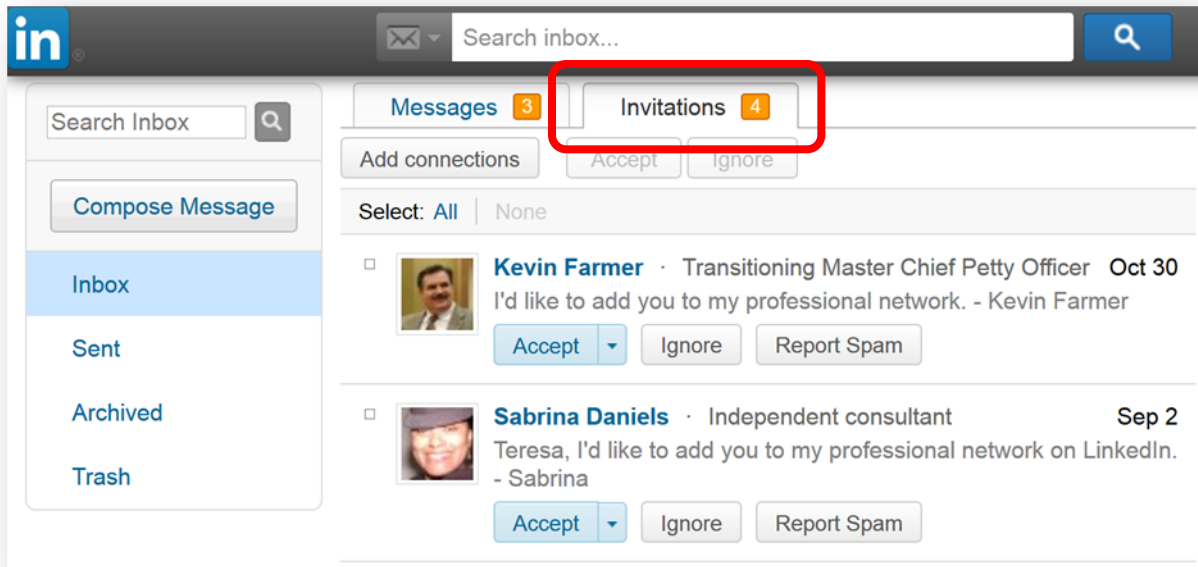 in ®
Search inbox...
Search Inbox
Messages 3
Invitations 4
Add connections
Accept
Ignore
Compose Message
Select: All
None
Inbox
Sent
Archived
Trash
Kevin Farmer · Transitioning Master Chief Petty Officer Oct 30
I'd like to add you to my professional network. - Kevin Farmer
Accept
Ignore
Report Spam
Sabrina Daniels · Independent consultant Sep 2
Teresa, I'd like to add you to my professional network on LinkedIn.
- Sabrina
Accept
Ignore
Report Spam